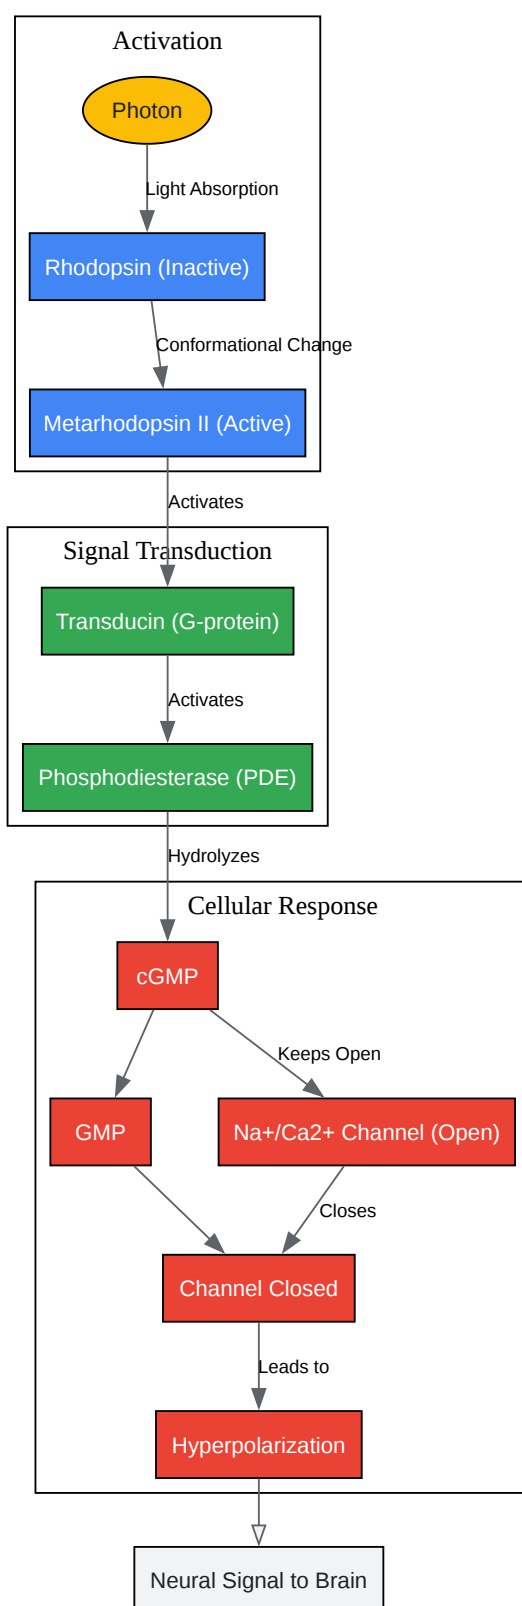 Activation
Photon
Light Absorption
Rhodopsin (Inactive)
Conformational Change
Metarhodopsin II (Active)
Activates
Signal Transduction
Transducin (G-protein)
Activates
Phosphodiesterase (PDE)
Hydrolyzes
Cellular Response
cGMP
Keeps Open
GMP
Na+/Ca2+ Channel (Open)
Closes
Channel Closed
Leads to
Hyperpolarization
Neural Signal to Brain